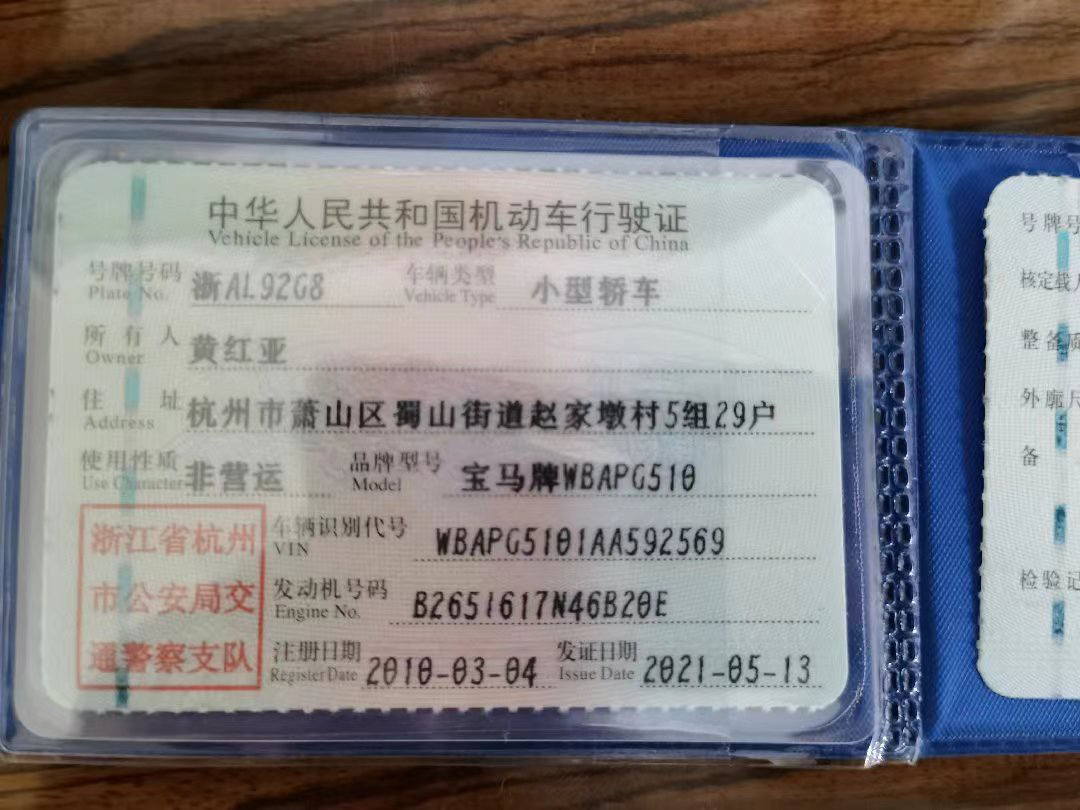 中华人民共和国机动车行驶证
Vehicle License of the People's Republic of China
号牌号码 浙AL92G8 车辆类型 小型轿车
Plate No. Vehicle Type
所有人 黄红亚
Owner
住址 杭州市萧山区蜀山街道赵家墩村5组29户
Address
使用性质 非营运 品牌型号 宝马牌WBAPG510
Use Character Model
浙江省杭州
市公安局交
通警察支队
车辆识别代号 WBAPG5101AA592569
VIN
发动机号码 B2651617N46B20E
Engine No.
注册日期 2010-03-04 发证日期 2021-05-13
Register Date Issue Date
号牌号
核定载
整备质
外廓尺
备
检验记